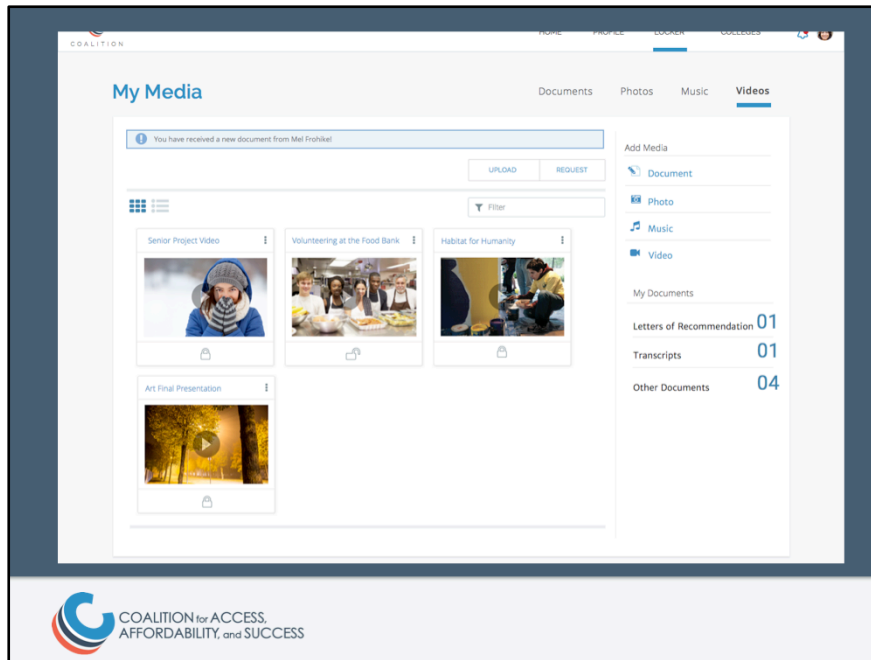 COALITION
HOME PROFILE LOCKER COLLEGES
My Media
Documents Photos Music Videos
You have received a new document from Mel Frohike!
UPLOAD REQUEST
Filter
Add Media
Document
Photo
Music
Video
Senior Project Video
Volunteering at the Food Bank
Habitat for Humanity
Art Final Presentation
My Documents
Letters of Recommendation 01
Transcripts 01
Other Documents 04
COALITION for ACCESS,
AFFORDABILITY, and SUCCESS